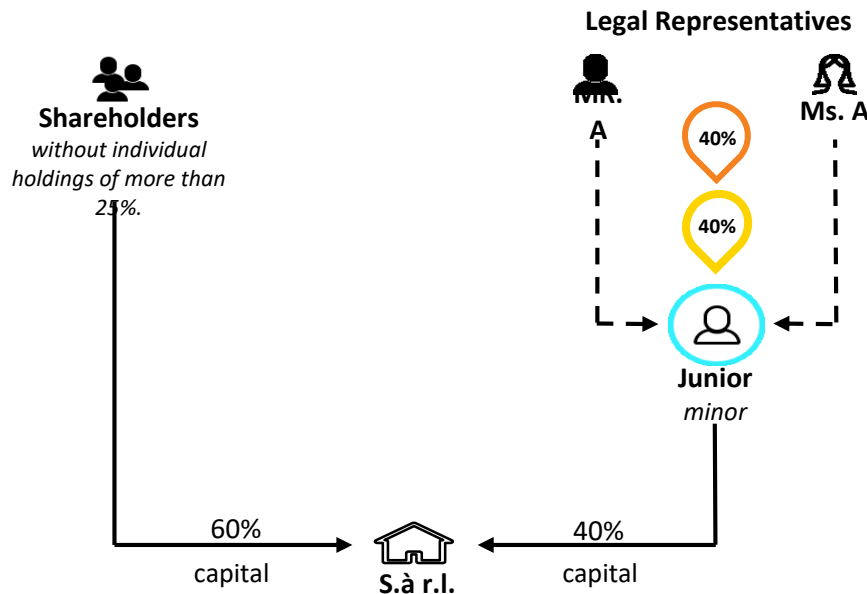 Legal Representatives
Shareholders
without individual
holdings of more than
25%.
MR.
A
Ms. A
40%
40%
Junior
minor
60%
capital
40%
capital
S.à r.l.